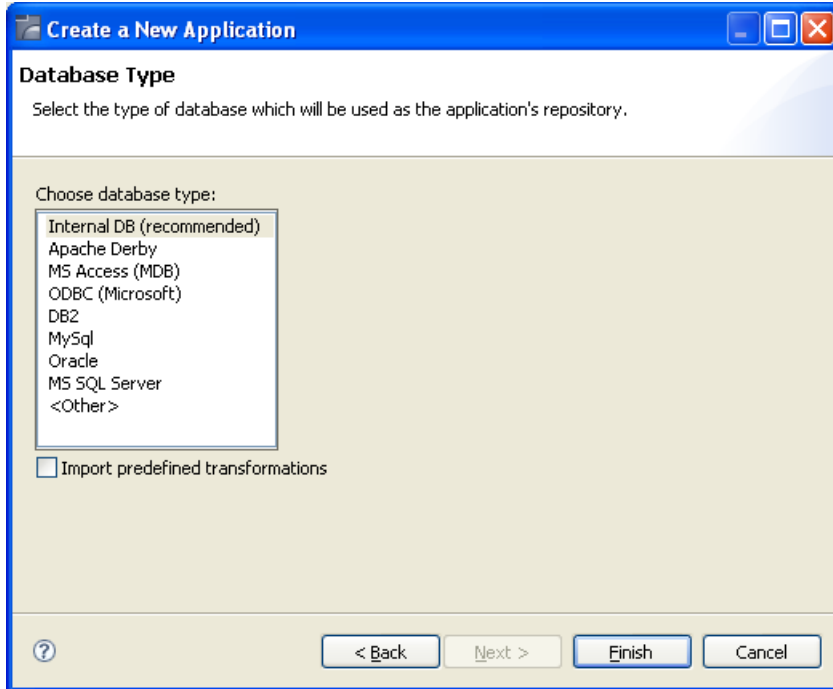 Create a New Application
Database Type
Select the type of database which will be used as the application's repository.
Choose database type:
Internal DB (recommended)
Apache Derby
MS Access (MDB)
ODBC (Microsoft)
DB2
MySql
Oracle
MS SQL Server
<Other>
Import predefined transformations
?
< Back
Next >
Finish
Cancel